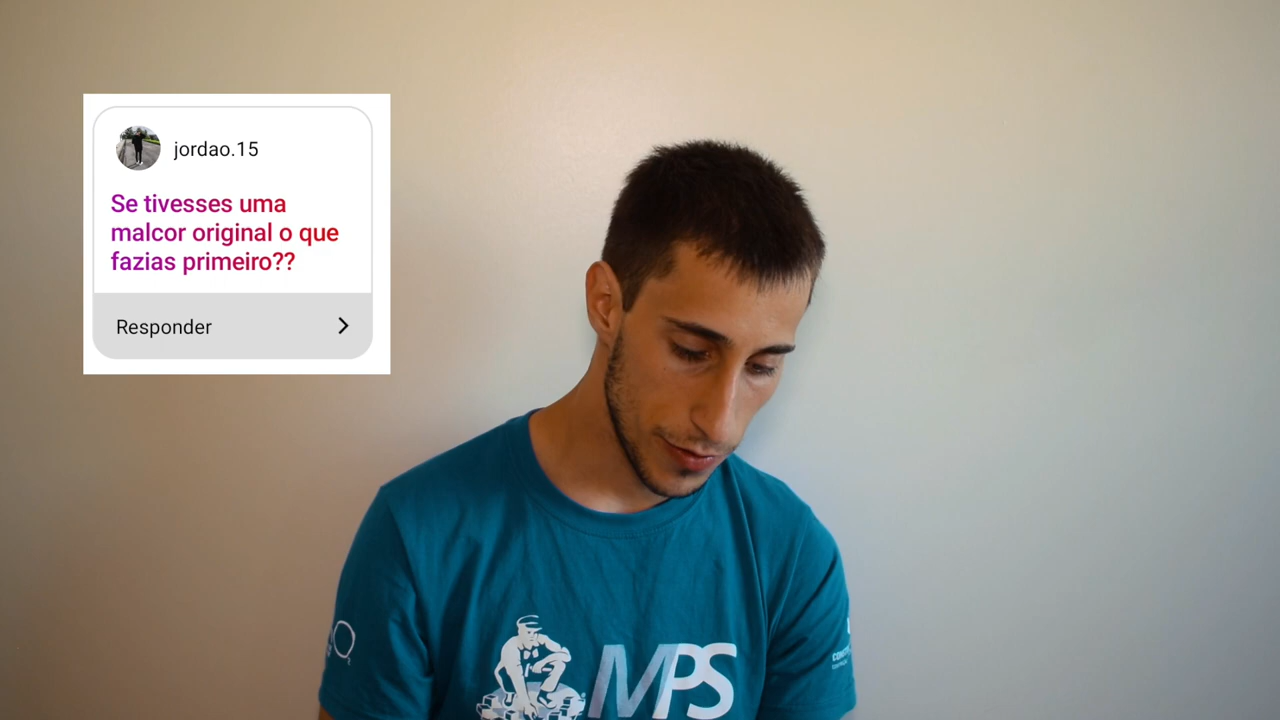 jordao.15
Se tivesses uma
malcor original o que
fazias primeiro??
Responder
MPS